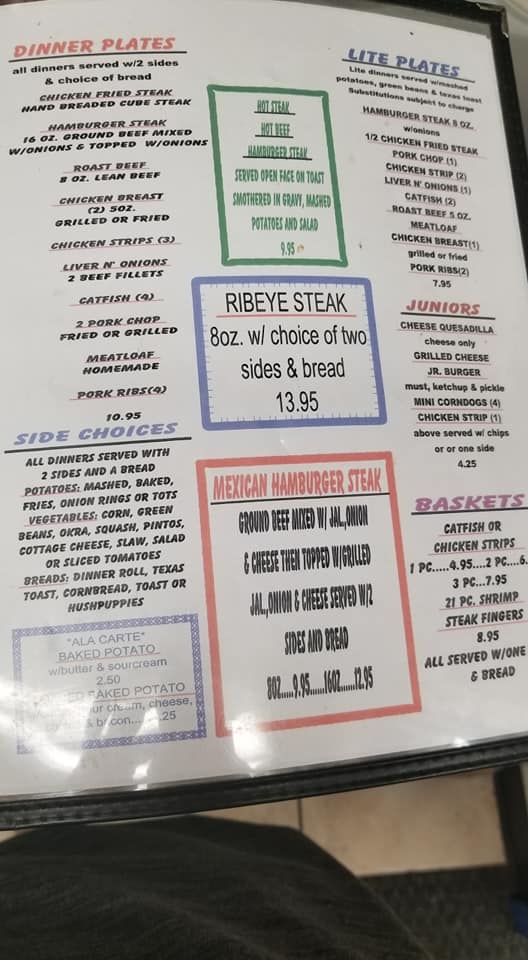 DINNER PLATES
all dinners served w/2 sides
& choice of bread
CHICKEN FRIED STEAK
HAND BREADED CUBE STEAK
HAMBURGER STEAK
16 OZ. GROUND BEEF MIXED
W/ONIONS & TOPPED W/ONIONS
ROAST BEEF
8 OZ. LEAN BEEF
CHICKEN BREAST
(2) 5OZ.
GRILLED OR FRIED
CHICKEN STRIPS (3)
LIVER N' ONIONS
2 BEEF FILLETS
CATFISH (4)
2 PORK CHOP
FRIED OR GRILLED
MEATLOAF
HOMEMADE
PORK RIBS(4)
10.95
SIDE CHOICES
ALL DINNERS SERVED WITH
2 SIDES AND A BREAD
POTATOES: MASHED, BAKED,
FRIES, ONION RINGS OR TOTS
VEGETABLES: CORN, GREEN
BEANS, OKRA, SQUASH, PINTOS,
COTTAGE CHEESE, SLAW, SALAD
OR SLICED TOMATOES
BREADS: DINNER ROLL, TEXAS
TOAST, CORNBREAD, TOAST OR
HUSHPUPPIES
"ALA CARTE"
BAKED POTATO
w/butter & sourcream
2.50
BAKED POTATO
cream, cheese,
& bacon
HOT STEAK
HOT BEEF
HAMBURGER STEAK
SERVED OPEN FACE ON TOAST
SMOTHERED IN GRAVY, MASHED
POTATOES AND SALAD
9.95
RIBEYE STEAK
8oz. w/ choice of two
sides & bread
13.95
MEXICAN HAMBURGER STEAK
GROUND BEEF MIXED W/ JAL.,ONION
& CHEESE THEN TOPPED W/GRILLED
JAL.,ONION & CHEESE SERVED W/2
SIDES AND BREAD
8OZ.....9.95......16OZ......12.95
LITE PLATES
Lite dinners served w/mashed
potatoes, green beans & texas toast
Substitutions subject to charge
HAMBURGER STEAK 8 OZ.
w/onions
1/2 CHICKEN FRIED STEAK
PORK CHOP (1)
CHICKEN STRIP (2)
LIVER N' ONIONS (1)
CATFISH (2)
ROAST BEEF 5 OZ.
MEATLOAF
CHICKEN BREAST(1)
grilled or fried
PORK RIBS(2)
7.95
JUNIORS
CHEESE QUESADILLA
cheese only
GRILLED CHEESE
JR. BURGER
must, ketchup & pickle
MINI CORNDOGS (4)
CHICKEN STRIP (1)
above served w/ chips
or or one side
4.25
BASKETS
CATFISH OR
CHICKEN STRIPS
1 PC.....4.95...2 PC...6.
3 PC...7.95
21 PC. SHRIMP
STEAK FINGERS
8.95
ALL SERVED W/ONE
& BREAD